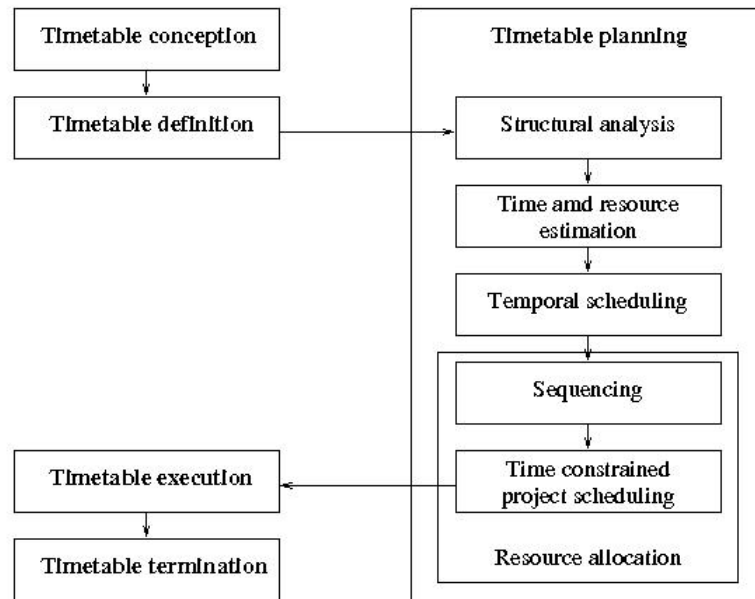 Timetable conception
Timetable definition
Timetable planning
Structural analysis
Time amd resource
estimation
Temporal scheduling
Sequencing
Time constrained
project scheduling
Resource allocation
Timetable execution
Timetable termination